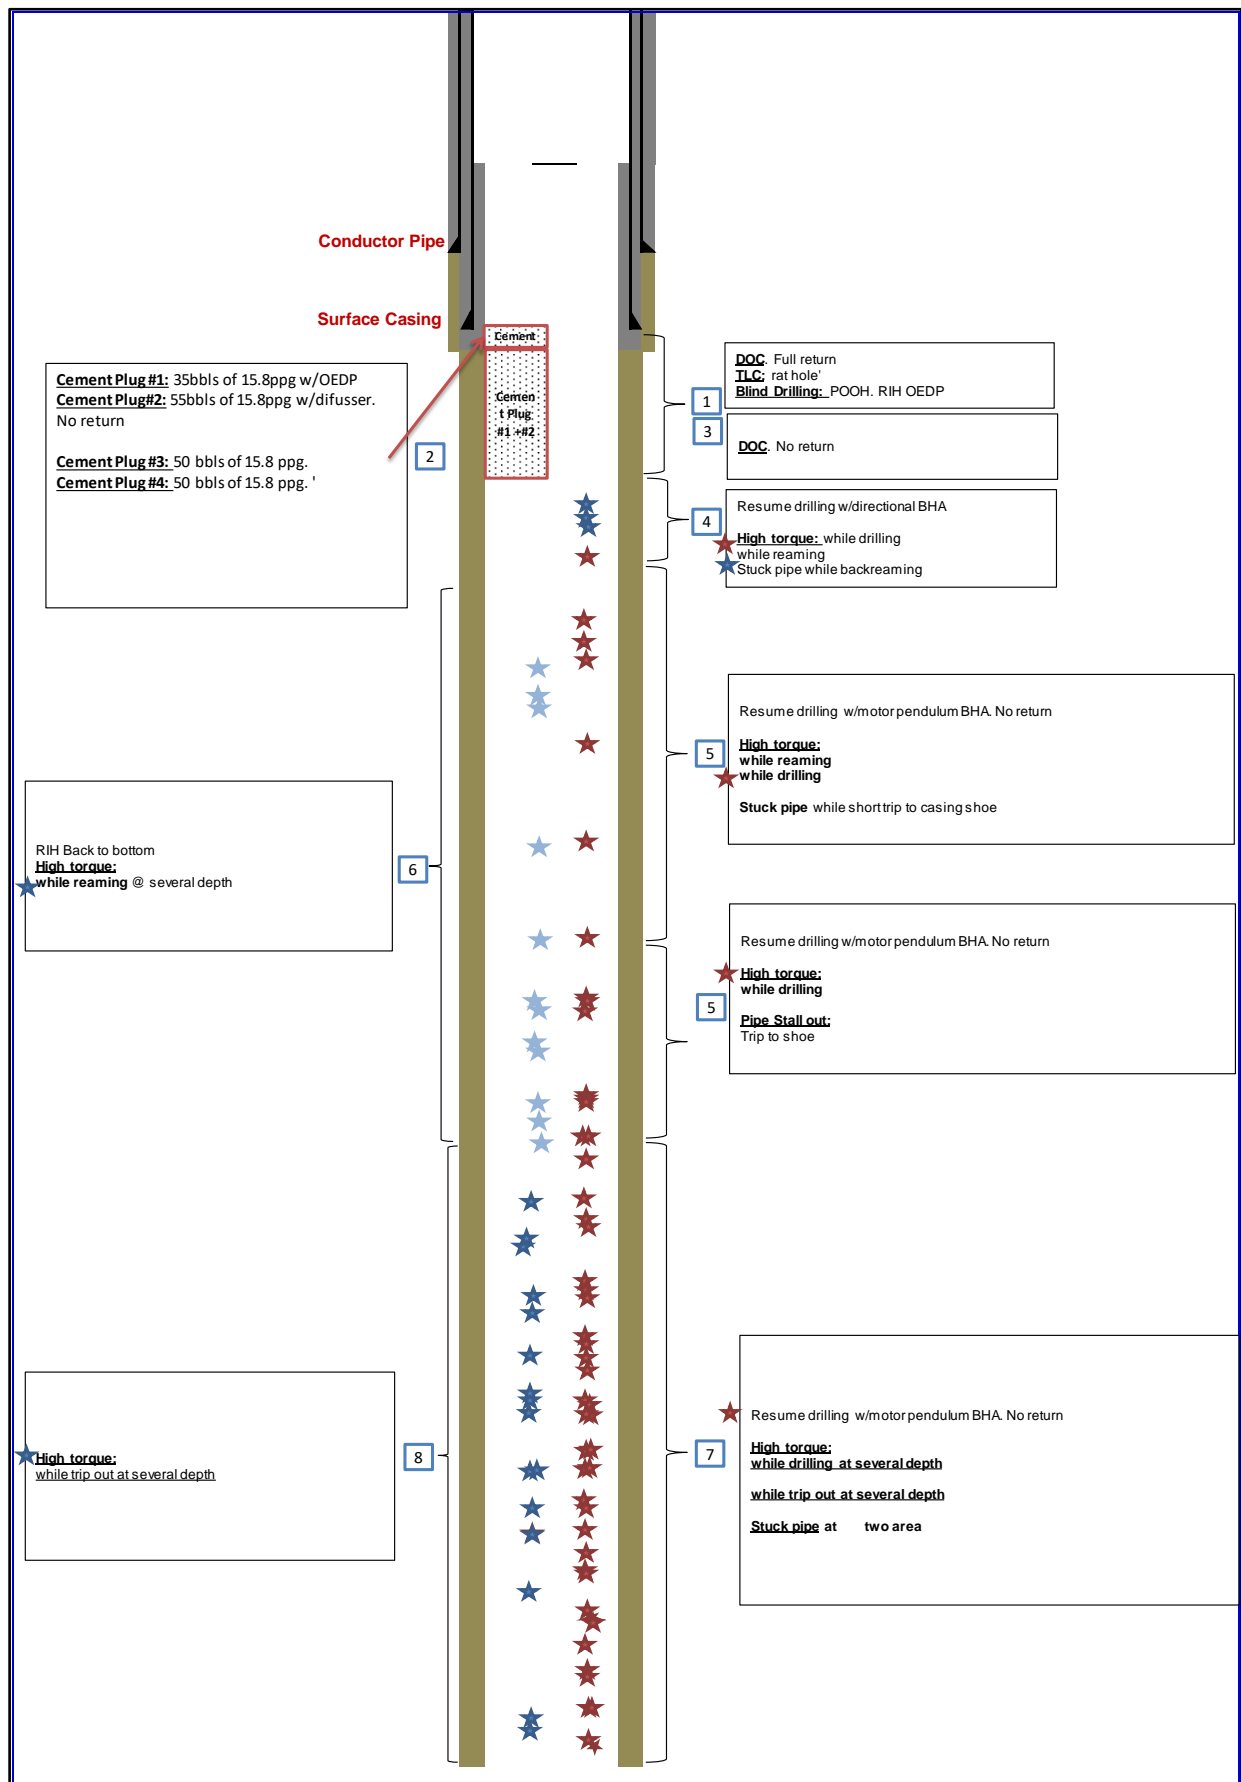 Conductor Pipe
Surface Casing
Cement
Cemen
t Plug
#1 +#2
Cement Plug #1: 35bbls of 15.8ppg w/OEDP
Cement Plug#2: 55bbls of 15.8ppg w/difusser.
No return
Cement Plug #3: 50 bbls of 15.8 ppg.
Cement Plug #4: 50 bbls of 15.8 ppg. '
2
1
DOC. Full return
TLC: rat hole'
Blind Drilling: POOH. RIH OEDP
3
DOC. No return
4
Resume drilling w/directional BHA
High torque: while drilling
while reaming
Stuck pipe while backreaming
5
Resume drilling w/motor pendulum BHA. No return
High torque:
while reaming
while drilling
Stuck pipe while short trip to casing shoe
6
RIH Back to bottom
High torque:
while reaming @ several depth
5
Resume drilling w/motor pendulum BHA. No return
High torque:
while drilling
Pipe Stall out:
Trip to shoe
7
Resume drilling w/motor pendulum BHA. No return
High torque:
while drilling at several depth
while trip out at several depth
Stuck pipe at two area
8
High torque:
while trip out at several depth